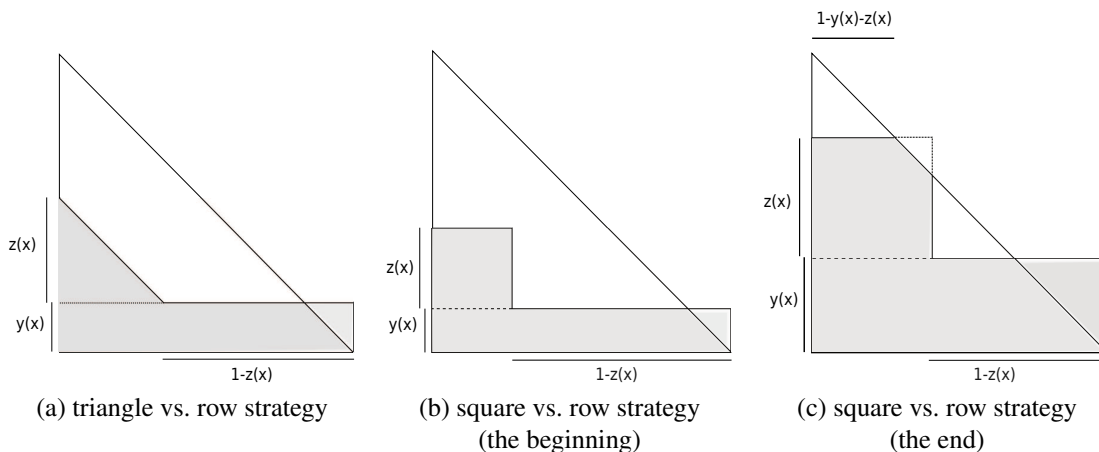 z(x)
y(x)
1-z(x)
(a) triangle vs. row strategy
z(x)
y(x)
1-z(x)
(b) square vs. row strategy
(the beginning)
1-y(x)-z(x)
z(x)
y(x)
1-z(x)
(c) square vs. row strategy
(the end)